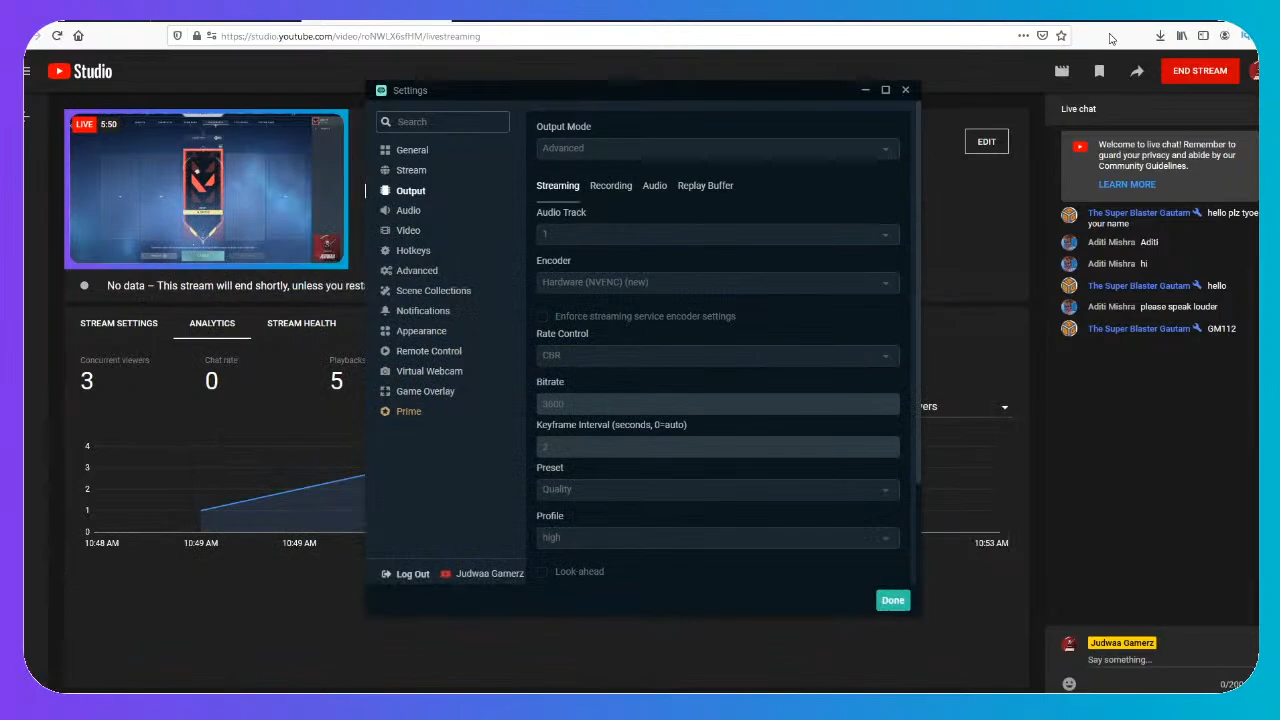 https://studio.youtube.com/video/roNWLX6sfHM/livestreaming
Studio
END STREAM
LIVE 5:50
EDIT
No data – This stream will end shortly, unless you resta
STREAM SETTINGS
ANALYTICS
STREAM HEALTH
Concurrent viewers
3
Chat rate
0
Playbacks
5
ers
4
3
2
1
0
10:48 AM
10:49 AM
10:49 AM
10:53 AM
Settings
Search
General
Stream
Output
Audio
Video
Hotkeys
Advanced
Scene Collections
Notifications
Appearance
Remote Control
Virtual Webcam
Game Overlay
Prime
Log Out
Judwaa Gamerz
Output Mode
Advanced
Streaming
Recording
Audio
Replay Buffer
Audio Track
1
Encoder
Hardware (NVENC) (new)
Enforce streaming service encoder settings
Rate Control
CBR
Bitrate
3500
Keyframe Interval (seconds, 0=auto)
2
Preset
Quality
Profile
high
Look-ahead
Done
Live chat
Welcome to live chat! Remember to
guard your privacy and abide by our
Community Guidelines.
LEARN MORE
The Super Blaster Gautam hello plz tyoe
your name
Aditi Mishra Aditi
Aditi Mishra hi
The Super Blaster Gautam hello
Aditi Mishra please speak louder
The Super Blaster Gautam GM112
Judwaa Gamerz
Say something...
0/200